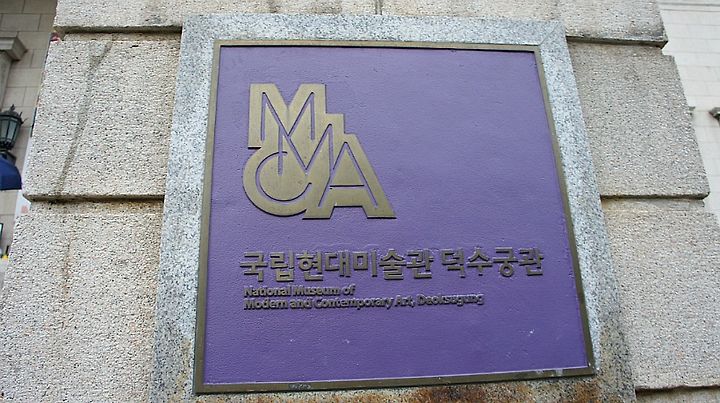 MMCA
국립현대미술관 덕수궁관
National Museum of
Modern and Contemporary Art, Deoksugung